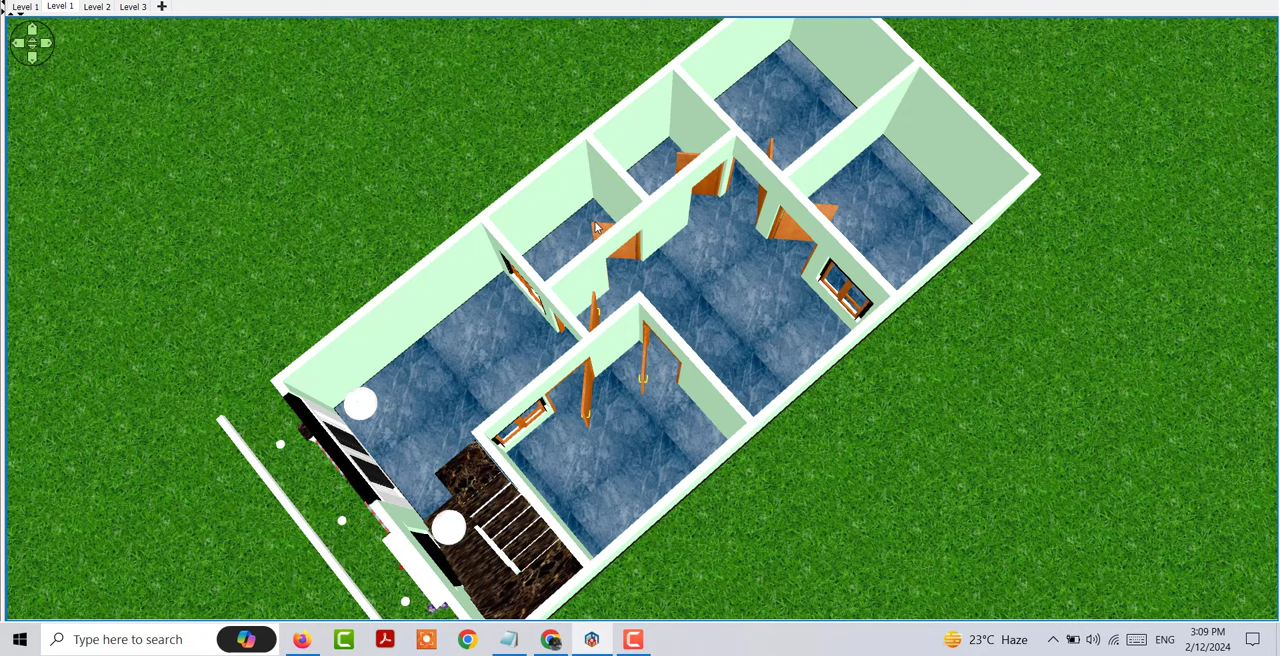 Level 1 Level 1 Level 2 Level 3
Type here to search
23°C Haze
ENG
3:09 PM
2/12/2024